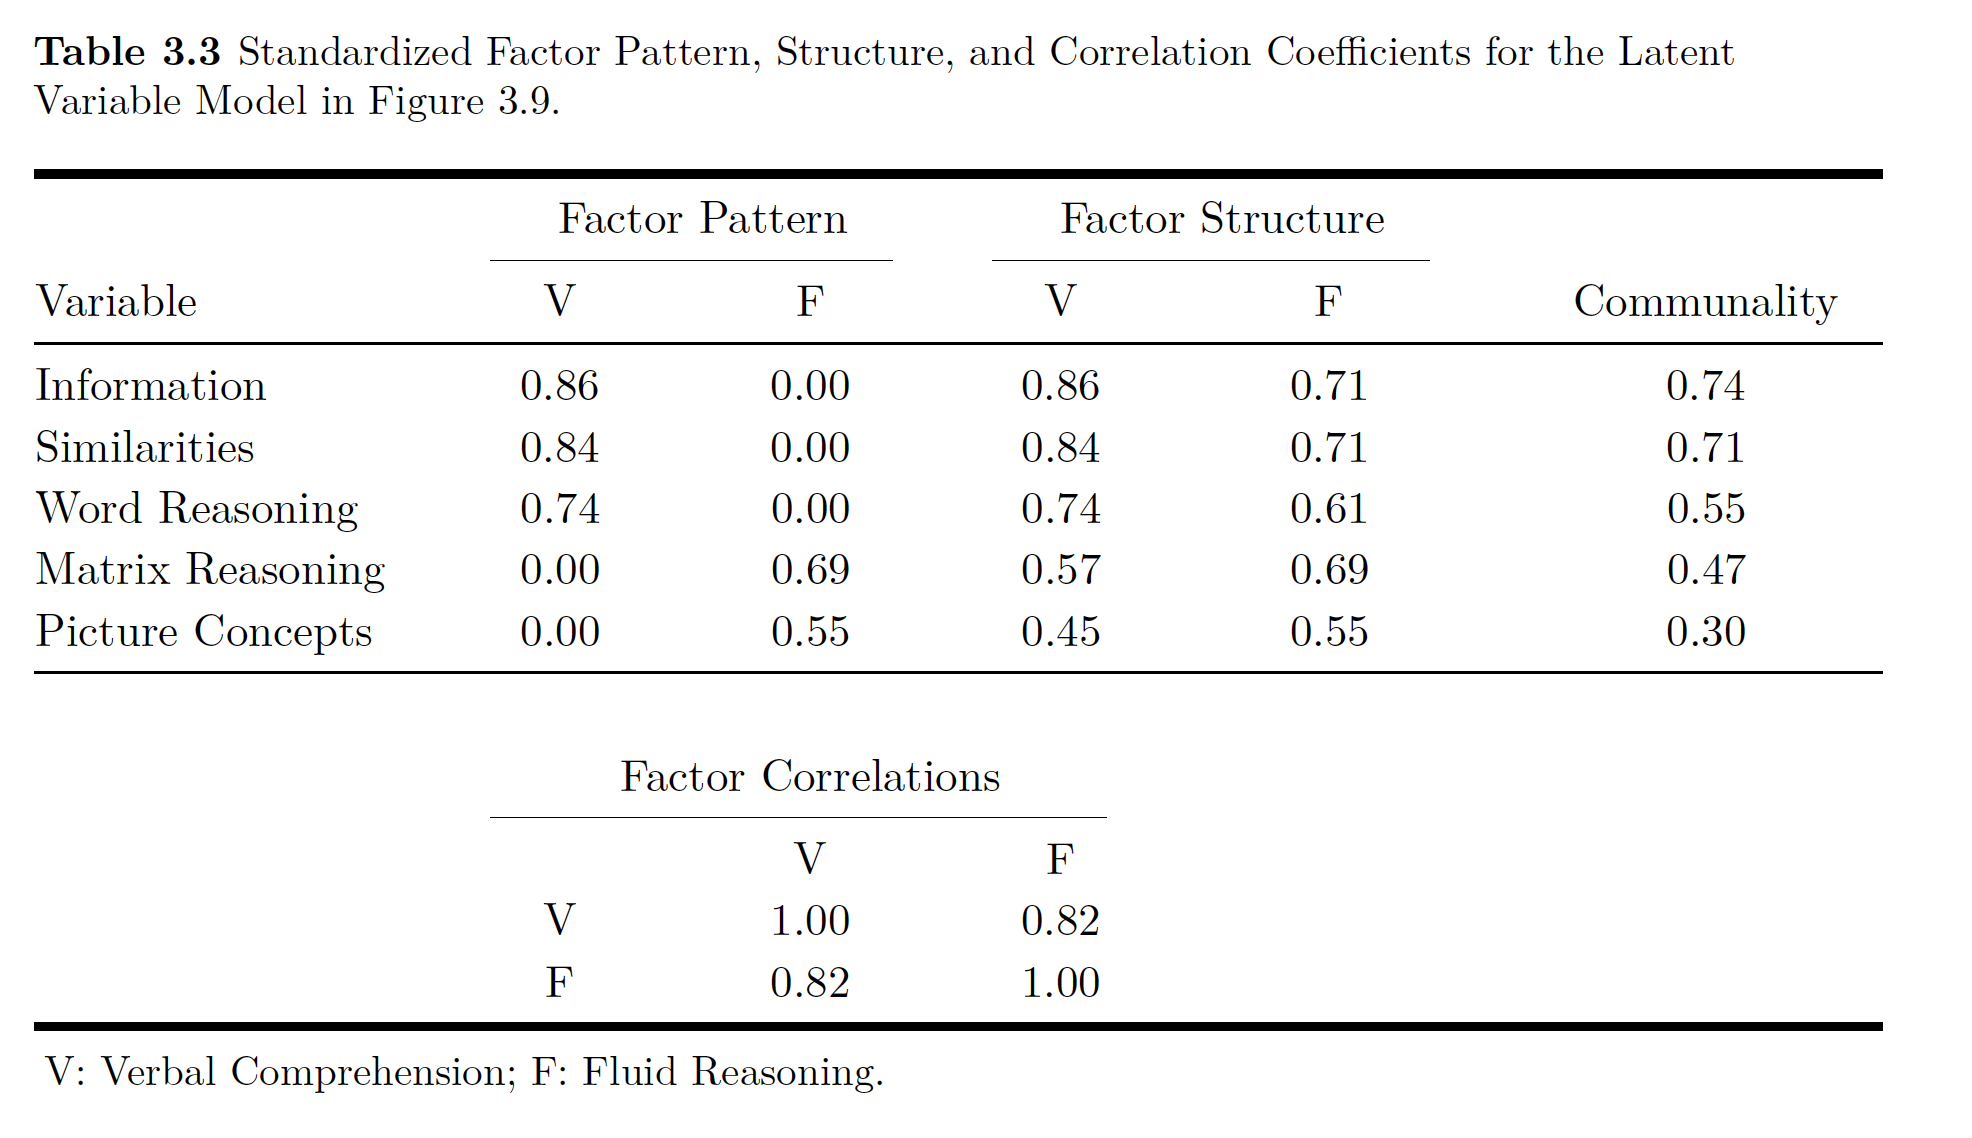 Table 3.3 Standardized Factor Pattern, Structure, and Correlation Coefficients for the Latent
Variable Model in Figure 3.9.
Factor Pattern Factor Structure
Variable V F V F Communality
Information 0.86 0.00 0.86 0.71 0.74
Similarities 0.84 0.00 0.84 0.71 0.71
Word Reasoning 0.74 0.00 0.74 0.61 0.55
Matrix Reasoning 0.00 0.69 0.57 0.69 0.47
Picture Concepts 0.00 0.55 0.45 0.55 0.30
Factor Correlations
V F
V 1.00 0.82
F 0.82 1.00
V: Verbal Comprehension; F: Fluid Reasoning.